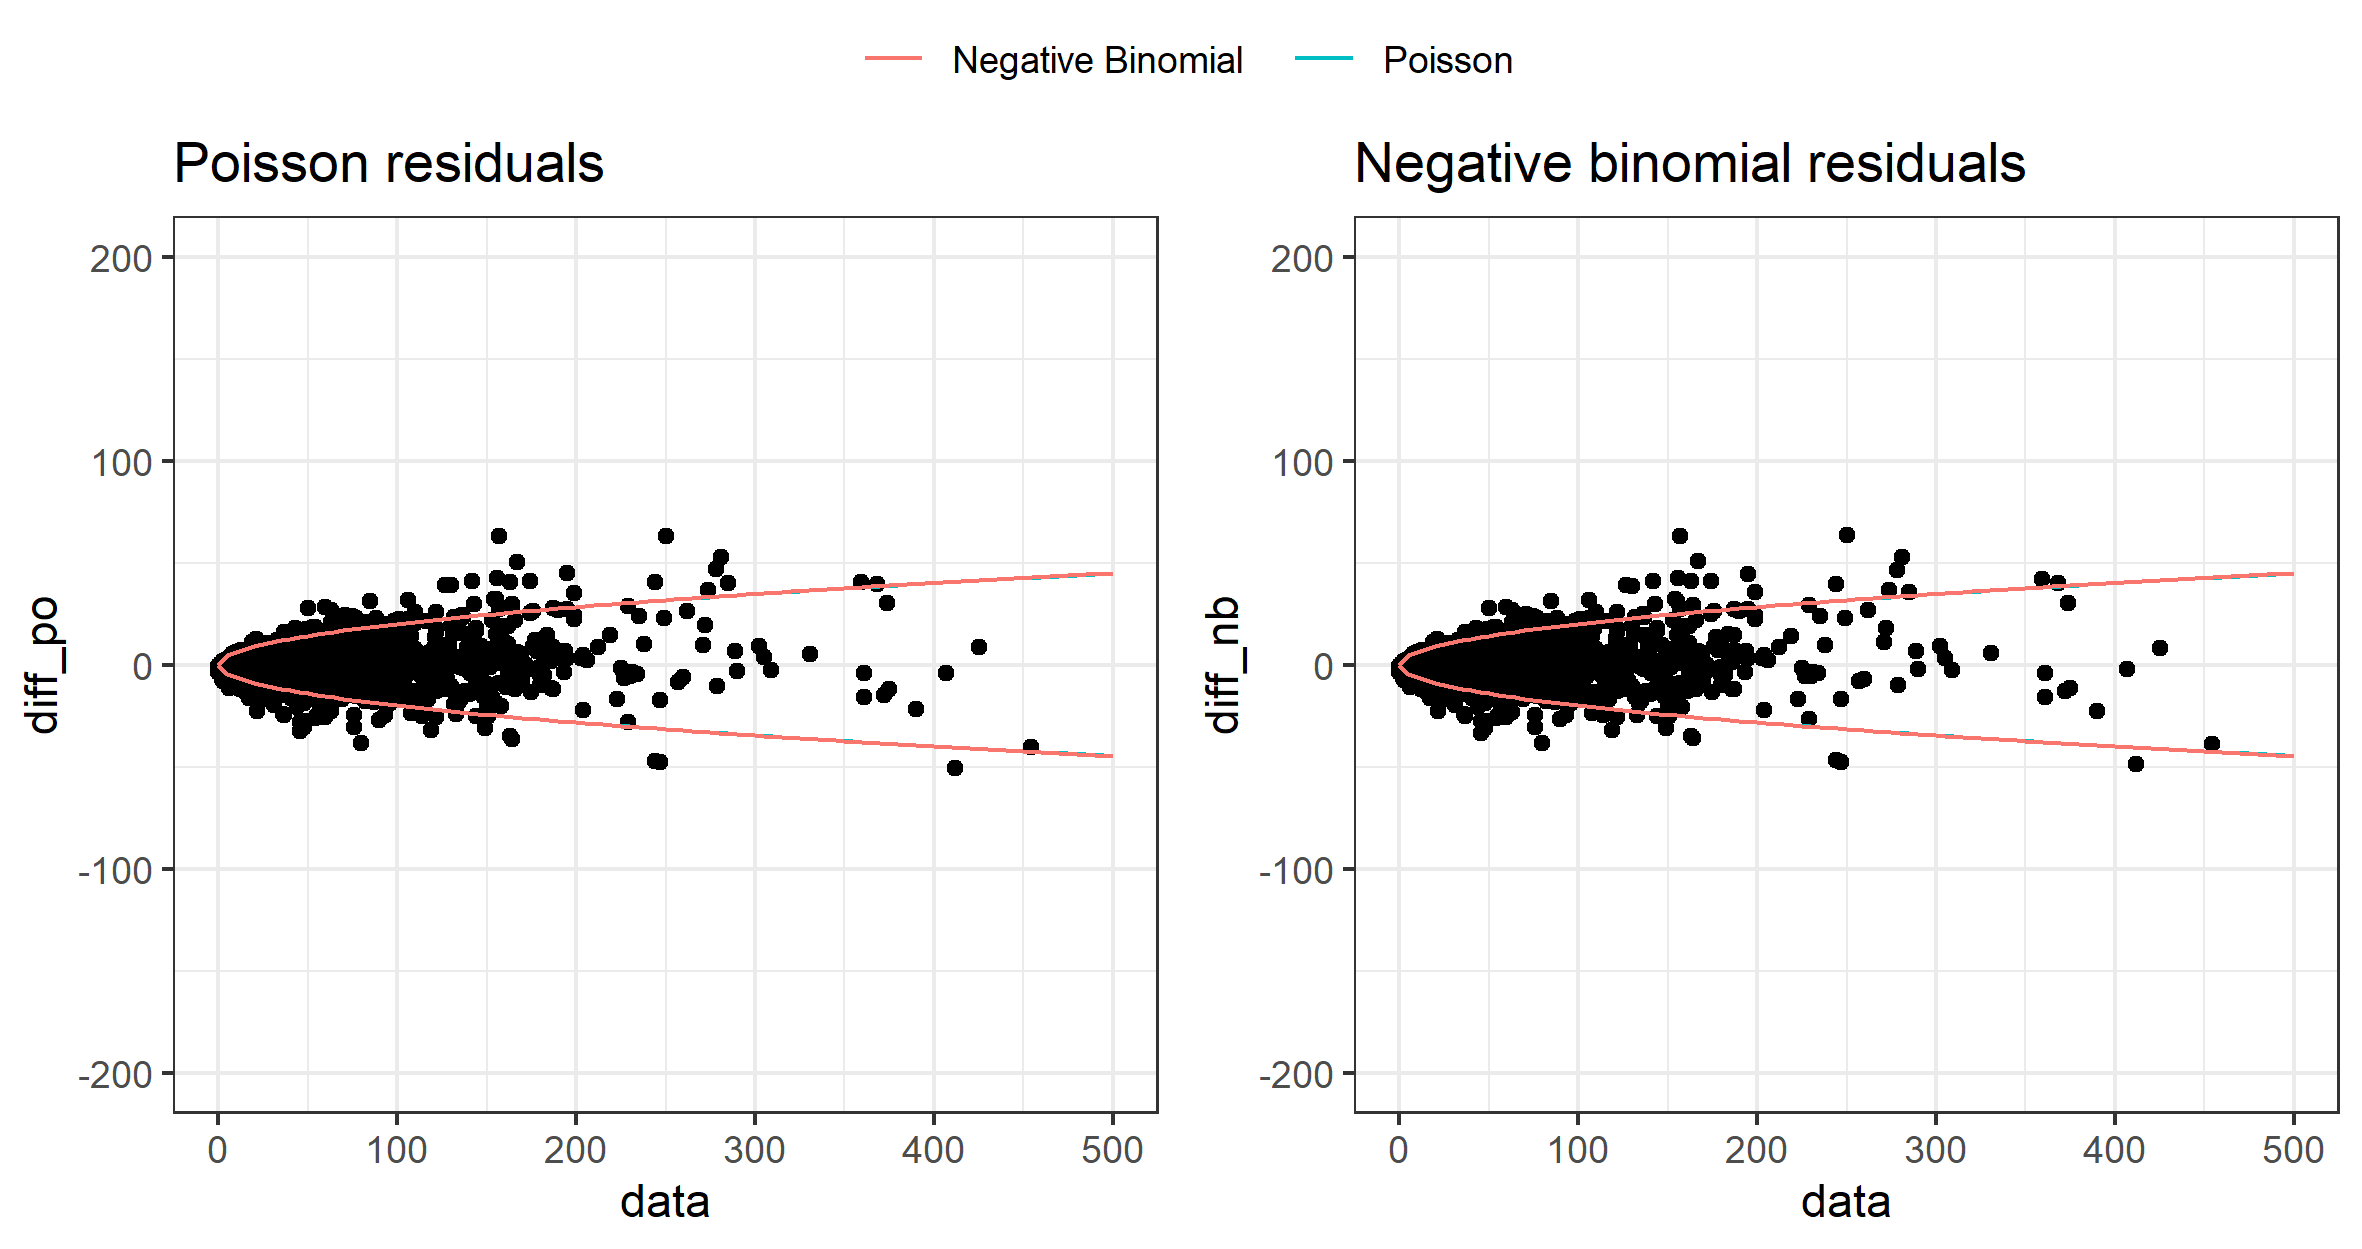 Negative Binomial Poisson
Poisson residuals
200
100
0
-100
-200
diff_po
0 100 200 300 400 500
data
Negative binomial residuals
200
100
0
-100
-200
diff_nb
0 100 200 300 400 500
data